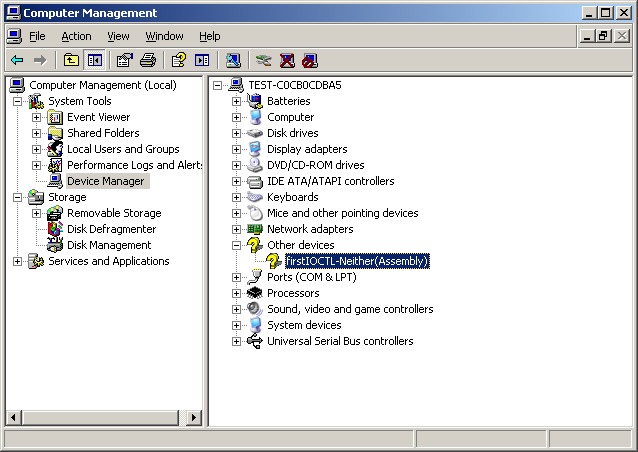 Computer Management
File Action View Window Help
Computer Management (Local)
System Tools
Event Viewer
Shared Folders
Local Users and Groups
Performance Logs and Alerts
Device Manager
Storage
Removable Storage
Disk Defragmenter
Disk Management
Services and Applications
TEST-C0CB0CDBA5
Batteries
Computer
Disk drives
Display adapters
DVD/CD-ROM drives
IDE ATA/ATAPI controllers
Keyboards
Mice and other pointing devices
Network adapters
Other devices
firstIOCTL-Neither(Assembly)
Ports (COM & LPT)
Processors
Sound, video and game controllers
System devices
Universal Serial Bus controllers